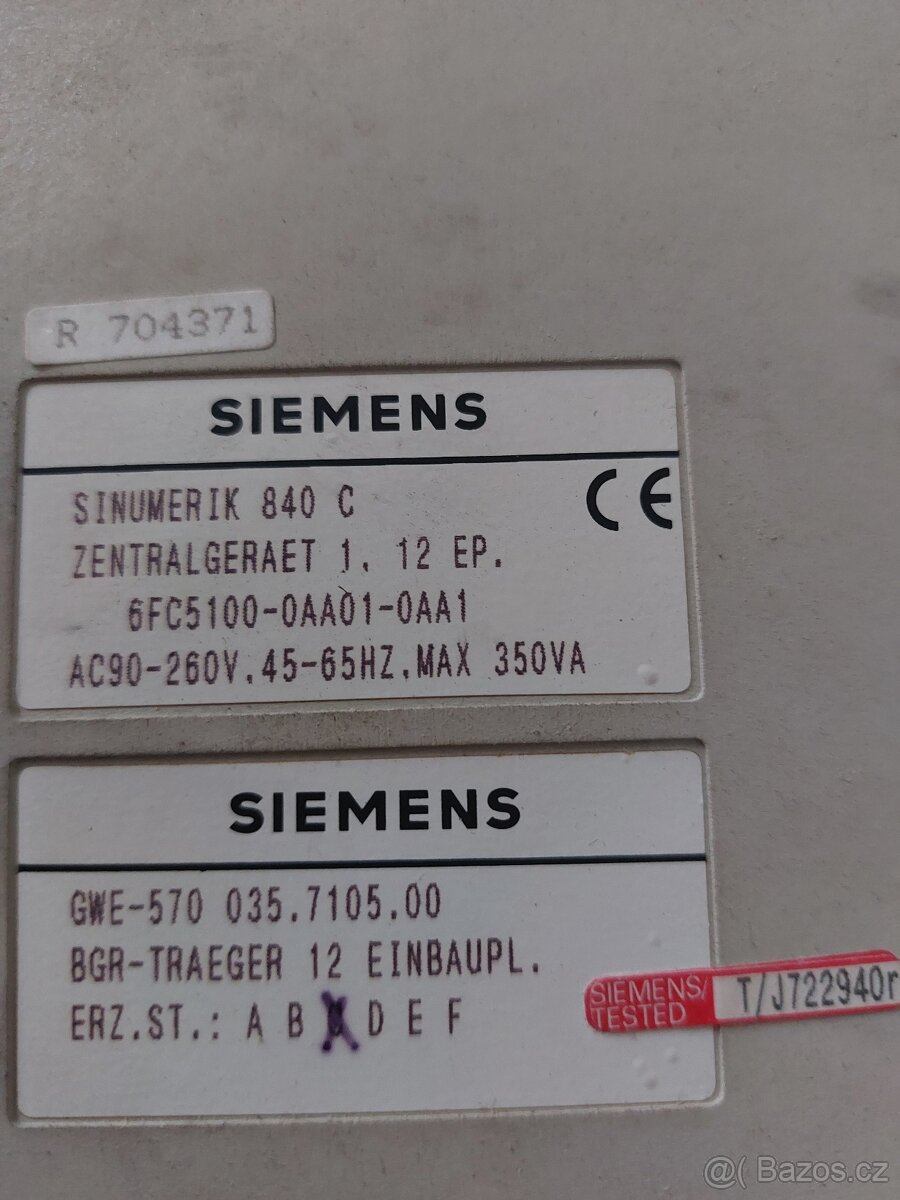 R 704371
SIEMENS
SINUMERIK 840 C
CE
ZENTRALGERAET 1. 12 EP.
6FC5100-0AA01-0AA1
AC90-260V.45-65HZ.MAX 350VA
SIEMENS
GWE-570 035.7105.00
BGR-TRAEGER 12 EINBAUPL.
ERZ.ST.: A B D E F
SIEMENS/
TESTED
T/J722940r
@( Bazos.cz